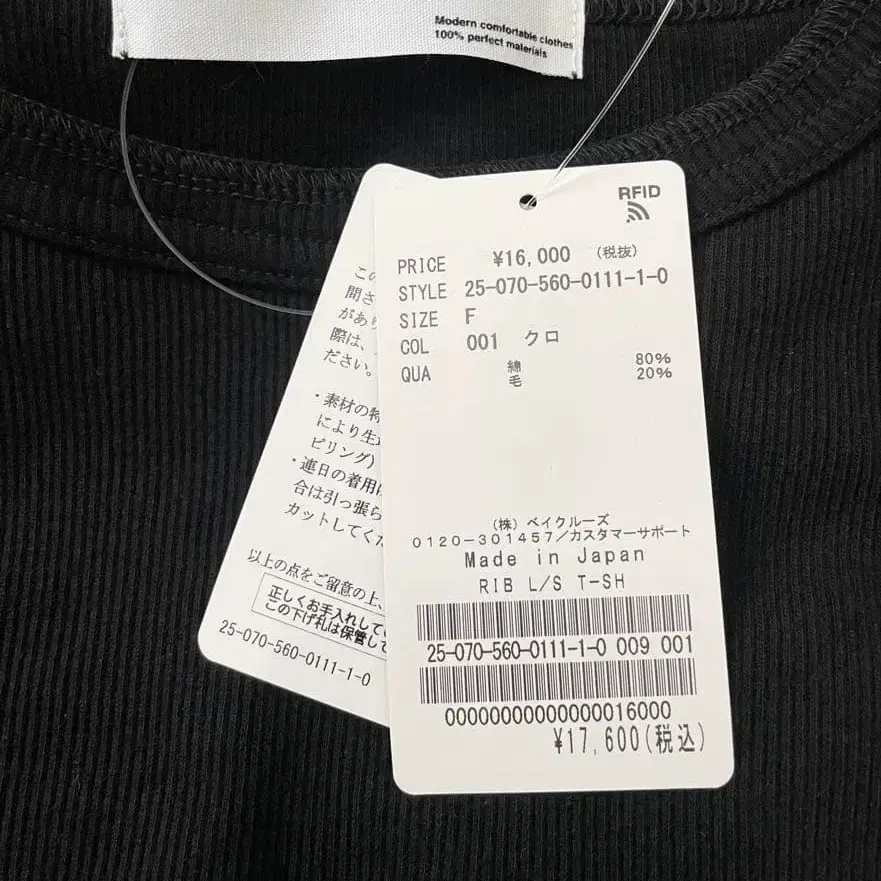 Modern comfortable clothes
100% perfect materials
RFID
PRICE ¥16,000 (税抜)
STYLE 25-070-560-0111-1-0
SIZE F
COL 001 クロ
QUA 綿 80%
毛 20%
(株) ベイクルーズ
0120-301457/カスタマーサポート
Made in Japan
RIB L/S T-SH
25-070-560-0111-1-0 009 001
00000000000000016000
¥17,600(税込)
この
間さ
があり
際は、
ださい。
・素材の特
により生
ピリング)
・連日の着用
合は引っ張ら
カットしてくだ
以上の点をご留意の上、
正しくお手入れして
この下げ札は保管して
25-070-560-0111-1-0